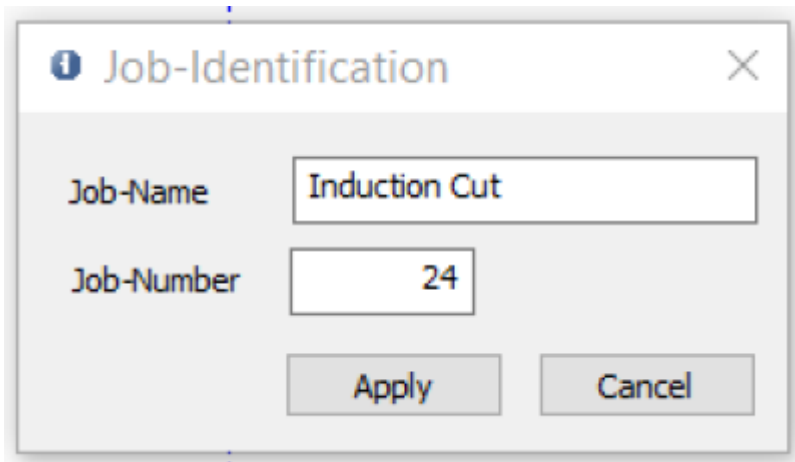 Job-Identification
Job-Name Induction Cut
Job-Number 24
Apply Cancel